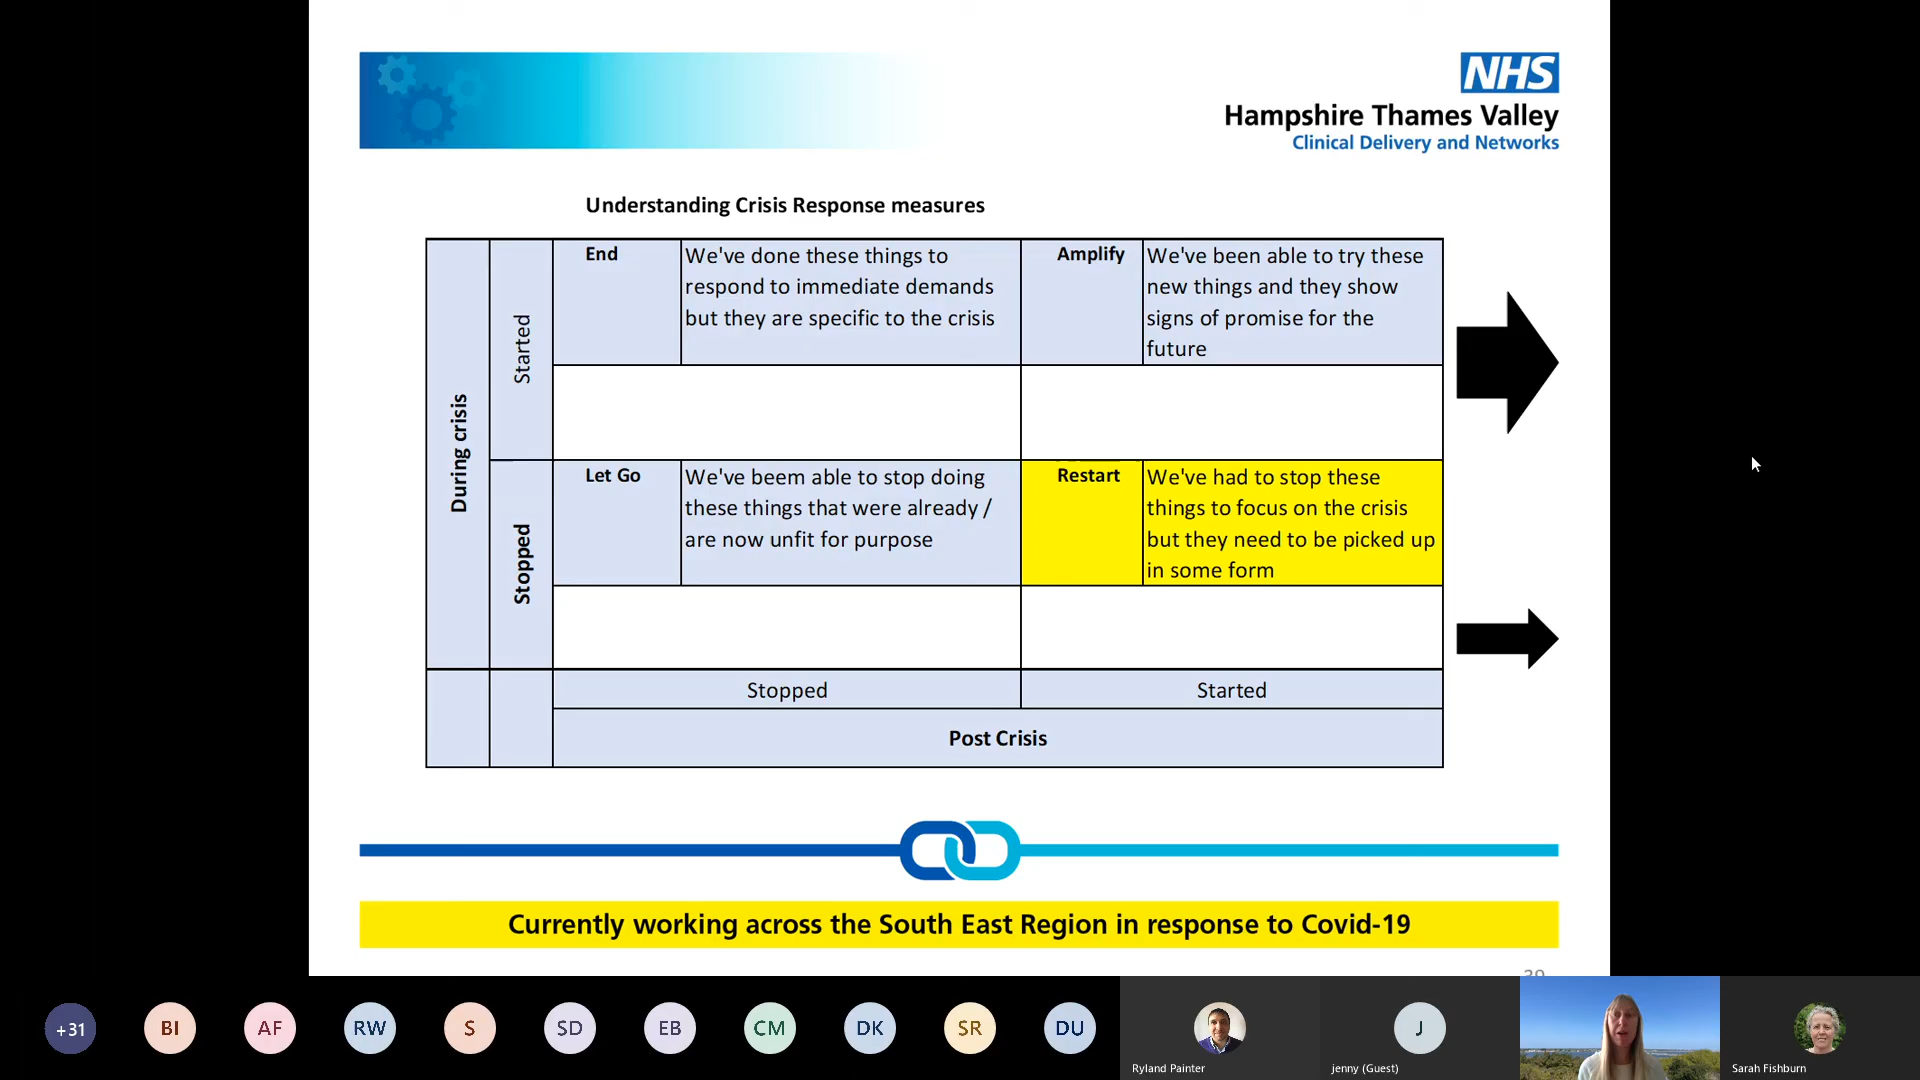 NHS
Hampshire Thames Valley
Clinical Delivery and Networks
Understanding Crisis Response measures
During crisis
Started
End
We've done these things to
respond to immediate demands
but they are specific to the crisis
Amplify
We've been able to try these
new things and they show
signs of promise for the
future
Stopped
Let Go
We've beem able to stop doing
these things that were already /
are now unfit for purpose
Restart
We've had to stop these
things to focus on the crisis
but they need to be picked up
in some form
Stopped
Started
Post Crisis
Currently working across the South East Region in response to Covid-19
+31
BI
AF
RW
S
SD
EB
CM
DK
SR
DU
Ryland Painter
J
jenny (Guest)
Sarah Fishburn